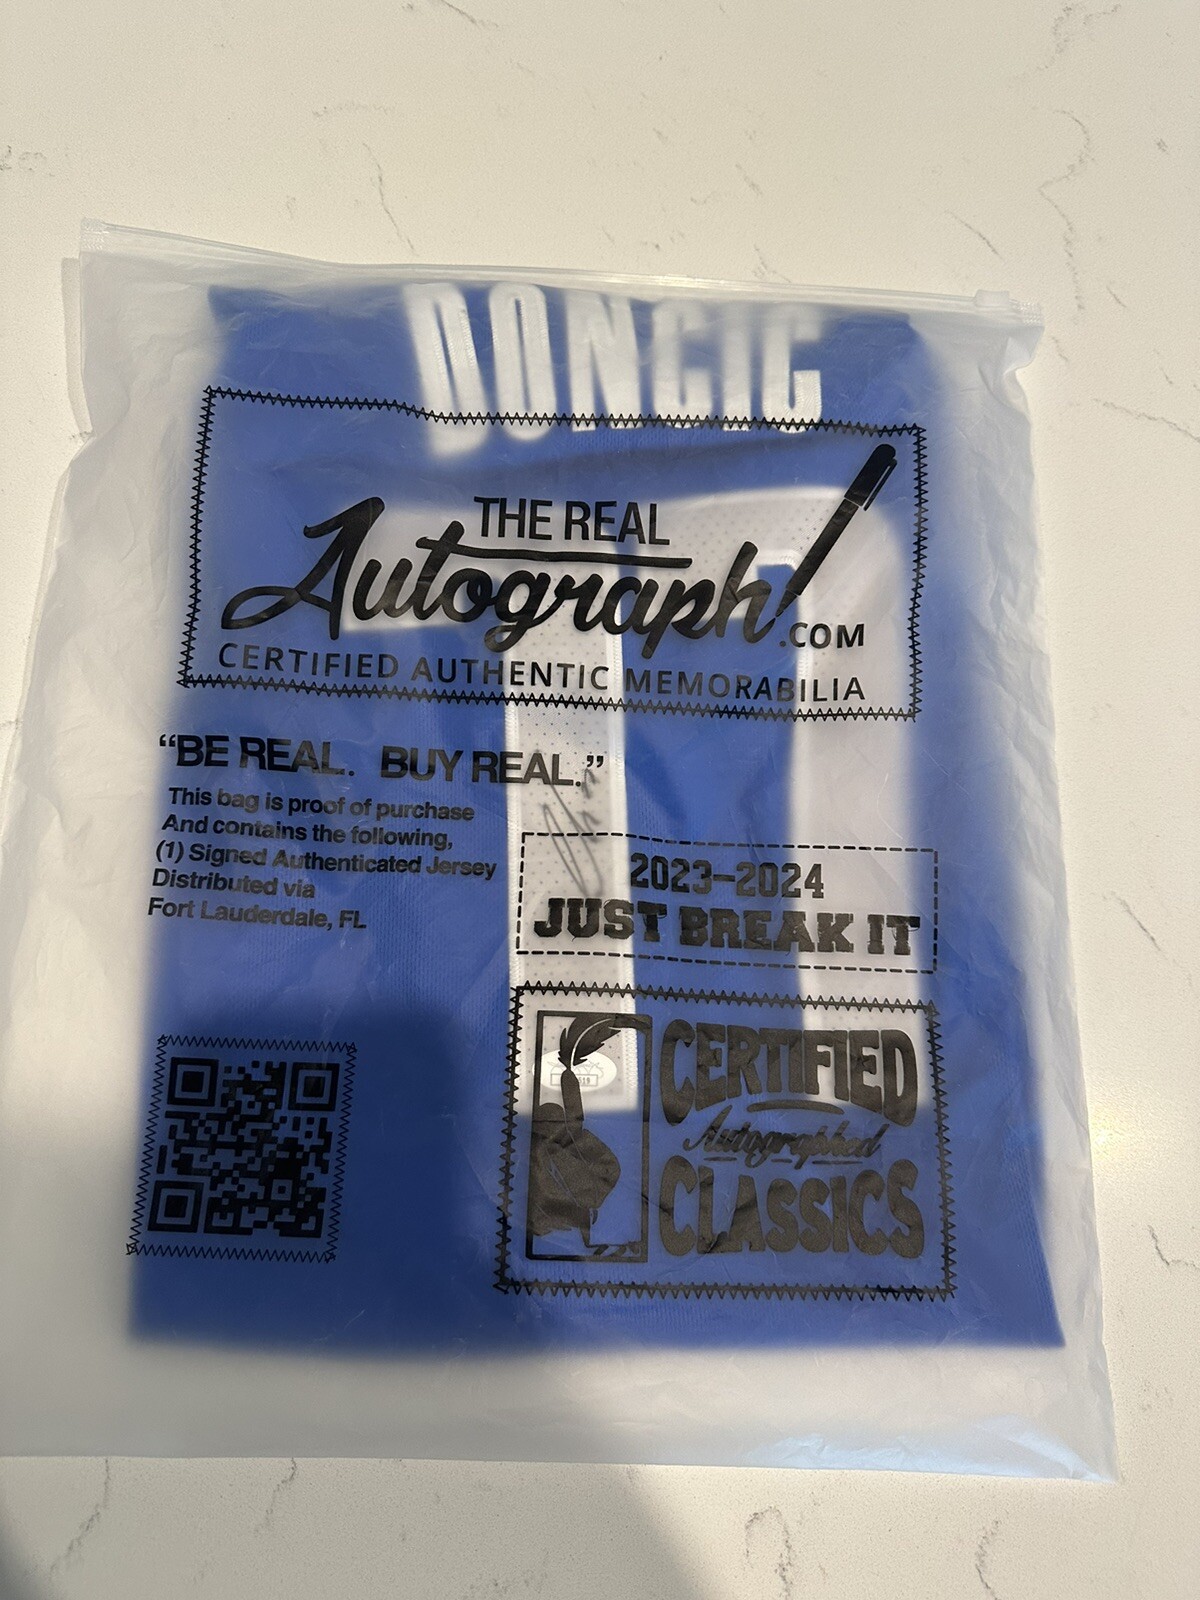 DONCIC
THE REAL
Autograph!
.COM
CERTIFIED AUTHENTIC MEMORABILIA
“BE REAL. BUY REAL.”
This bag is proof of purchase
And contains the following,
(1) Signed Authenticated Jersey
Distributed via
Fort Lauderdale, FL
2023–2024
JUST BREAK IT
CERTIFIED
Autographed
CLASSICS